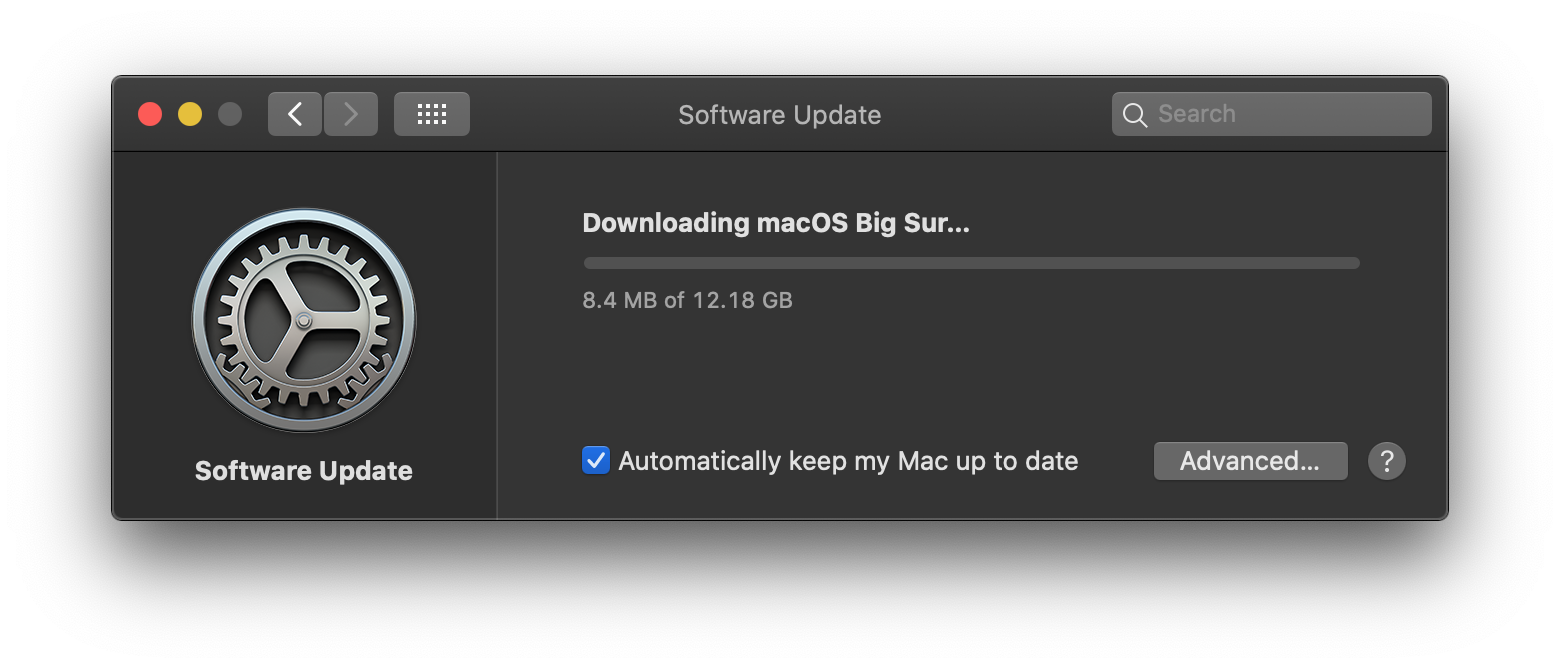 Software Update
Search
Downloading macOS Big Sur...
8.4 MB of 12.18 GB
Automatically keep my Mac up to date
Advanced...
?
Software Update